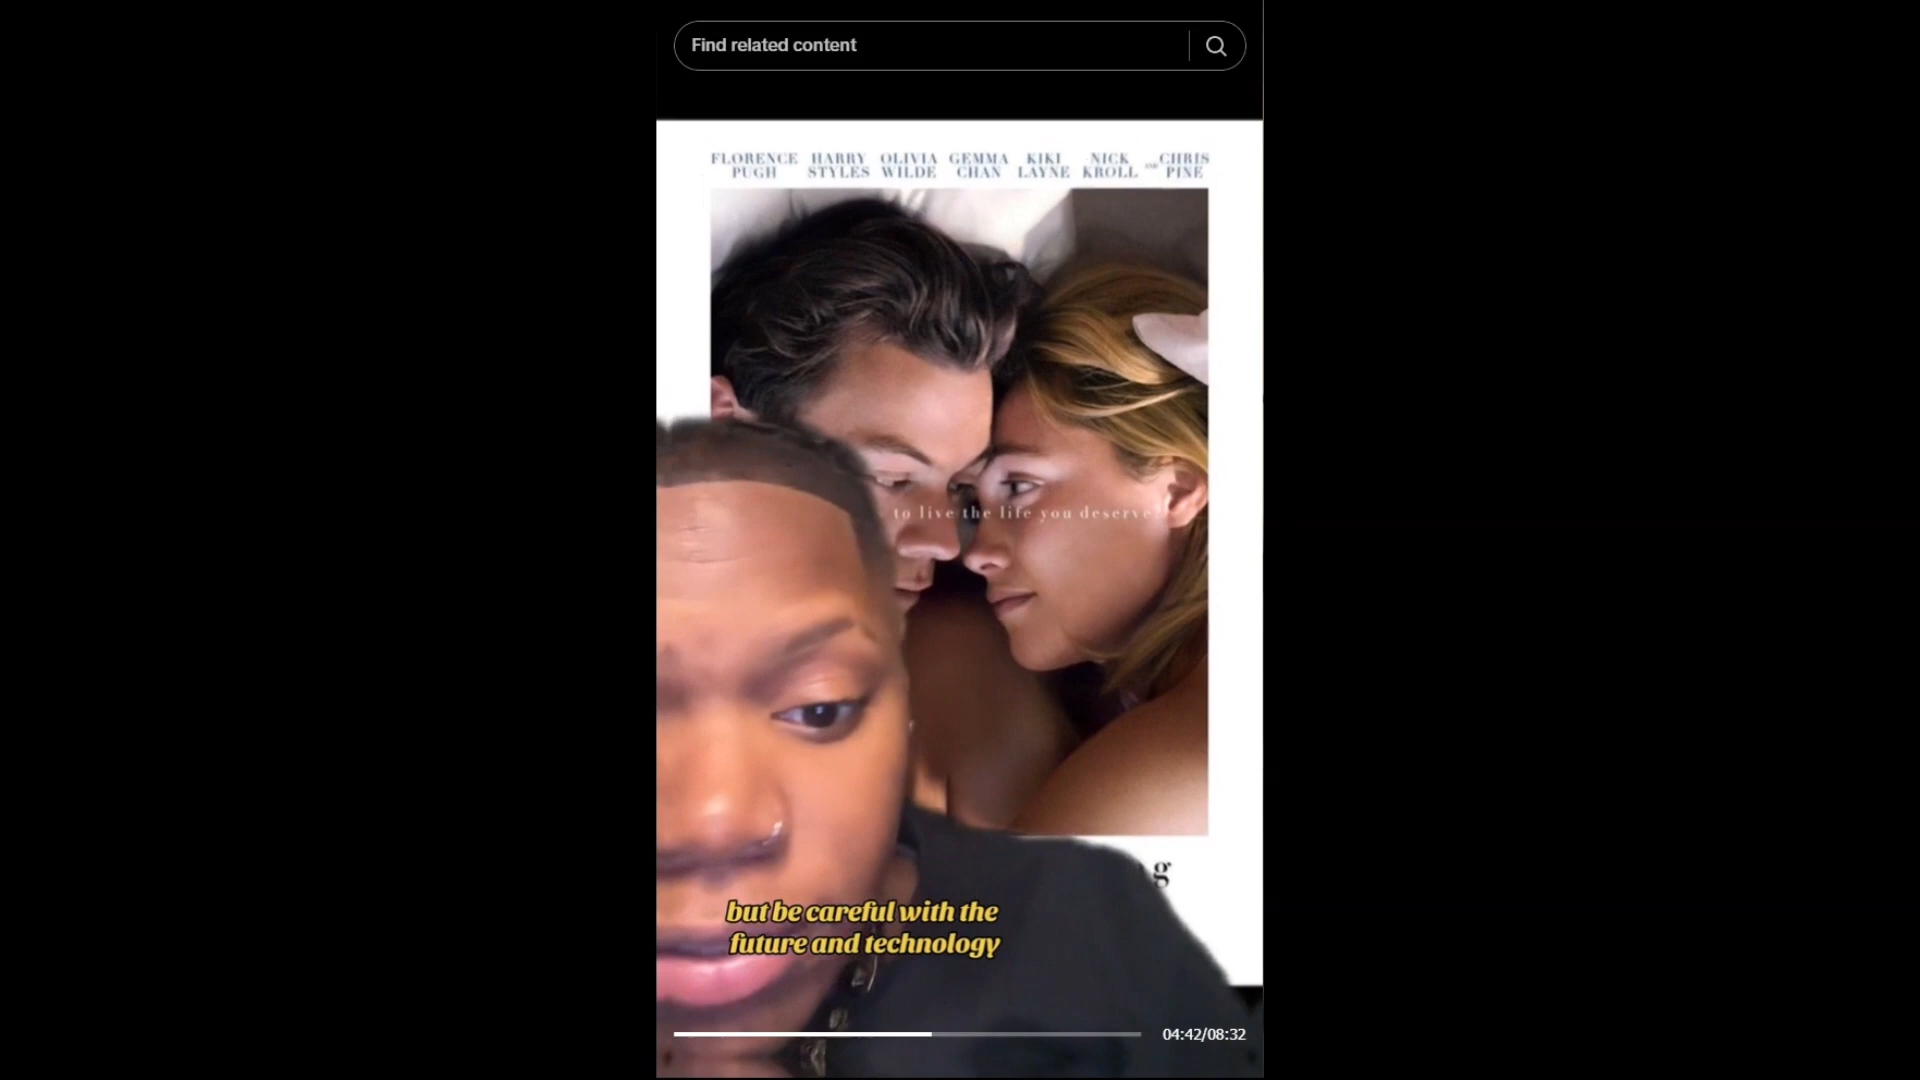 Find related content
FLORENCE PUGH HARRY STYLES OLIVIA WILDE GEMMA CHAN KIKI LAYNE NICK KROLL AND CHRIS PINE
to live the life you deserve?
g
but be careful with the
future and technology
04:42/08:32